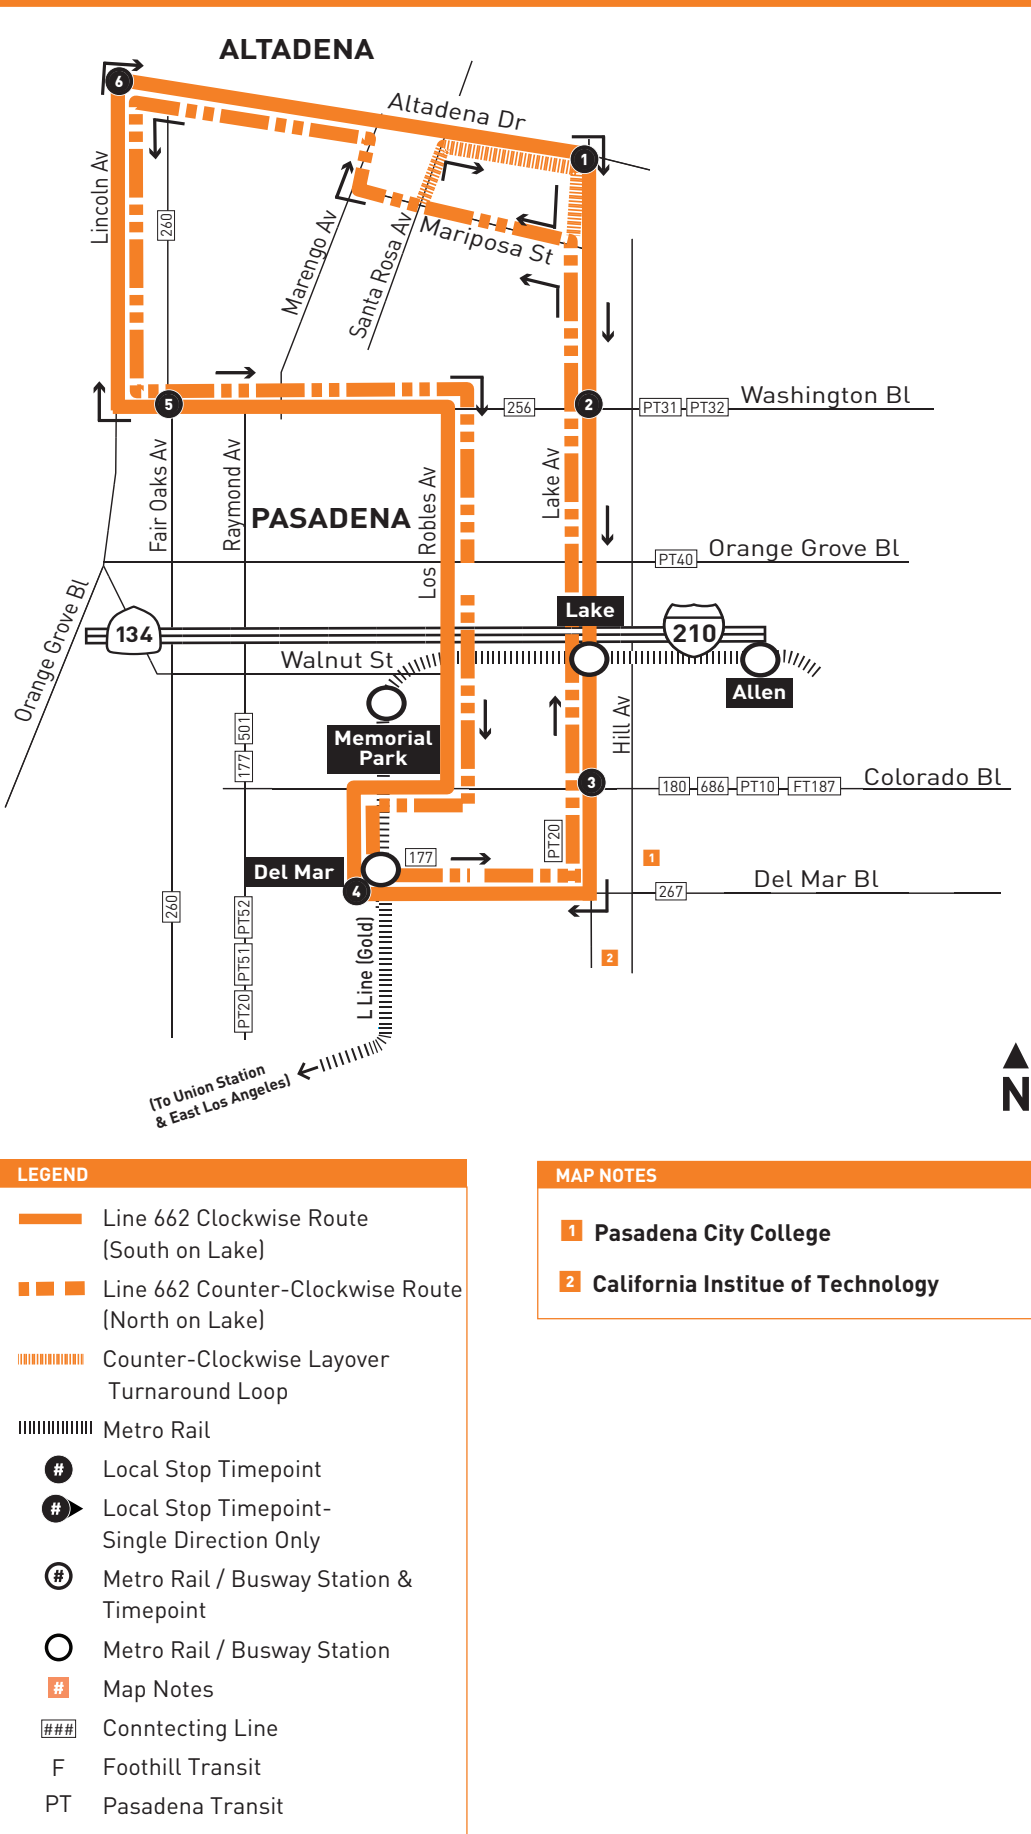 ALTADENA
6
Altadena Dr
1
Lincoln Av
260
Marengo Av
Santa Rosa Av
Mariposa St
5
256
2
PT31
PT32
Washington Bl
Fair Oaks Av
Raymond Av
PASADENA
Los Robles Av
Lake Av
PT40
Orange Grove Bl
Orange Grove Bl
134
Lake
210
Walnut St
Allen
Memorial
Park
Hill Av
177
501
3
180
686
PT10
FT187
Colorado Bl
PT20
1
Del Mar
177
4
267
Del Mar Bl
260
PT20
PT51
PT52
L Line (Gold)
2
(To Union Station
& East Los Angeles)
N
LEGEND
Line 662 Clockwise Route
(South on Lake)
Line 662 Counter-Clockwise Route
(North on Lake)
Counter-Clockwise Layover
Turnaround Loop
Metro Rail
# Local Stop Timepoint
# Local Stop Timepoint-
Single Direction Only
# Metro Rail / Busway Station &
Timepoint
Metro Rail / Busway Station
# Map Notes
### Conntecting Line
F Foothill Transit
PT Pasadena Transit
MAP NOTES
1 Pasadena City College
2 California Institue of Technology